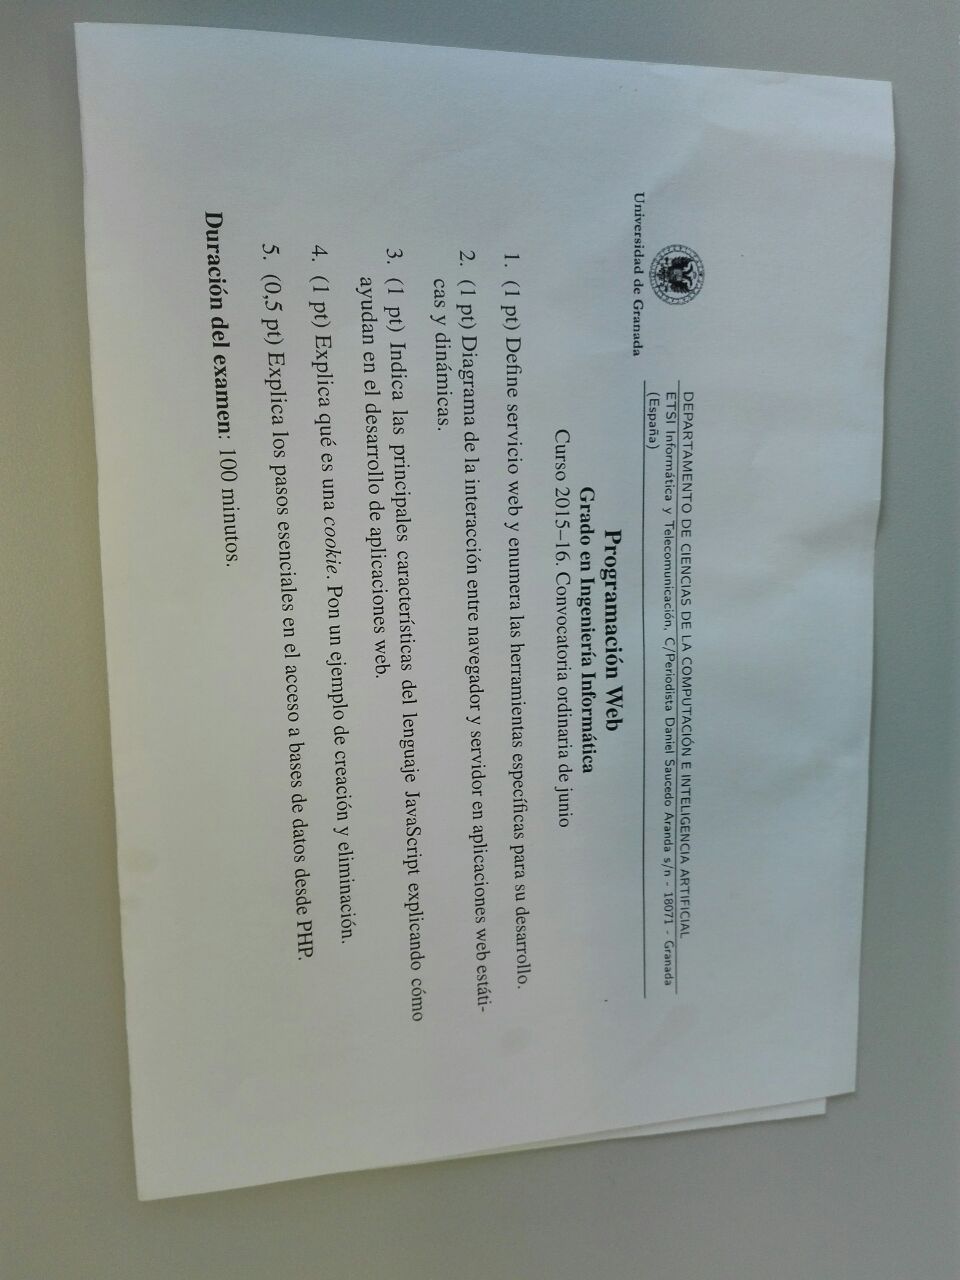 Universidad de Granada
DEPARTAMENTO DE CIENCIAS DE LA COMPUTACIÓN E INTELIGENCIA ARTIFICIAL
ETSI Informática y Telecomunicación, C/Periodista Daniel Saucedo Aranda s/n - 18071 - Granada
(España)
Programación Web
Grado en Ingeniería Informática
Curso 2015–16. Convocatoria ordinaria de junio
1. (1 pt) Define servicio web y enumera las herramientas específicas para su desarrollo.
2. (1 pt) Diagrama de la interacción entre navegador y servidor en aplicaciones web estáti-
cas y dinámicas.
3. (1 pt) Indica las principales características del lenguaje JavaScript explicando cómo
ayudan en el desarrollo de aplicaciones web.
4. (1 pt) Explica qué es una cookie. Pon un ejemplo de creación y eliminación.
5. (0,5 pt) Explica los pasos esenciales en el acceso a bases de datos desde PHP.
Duración del examen: 100 minutos.